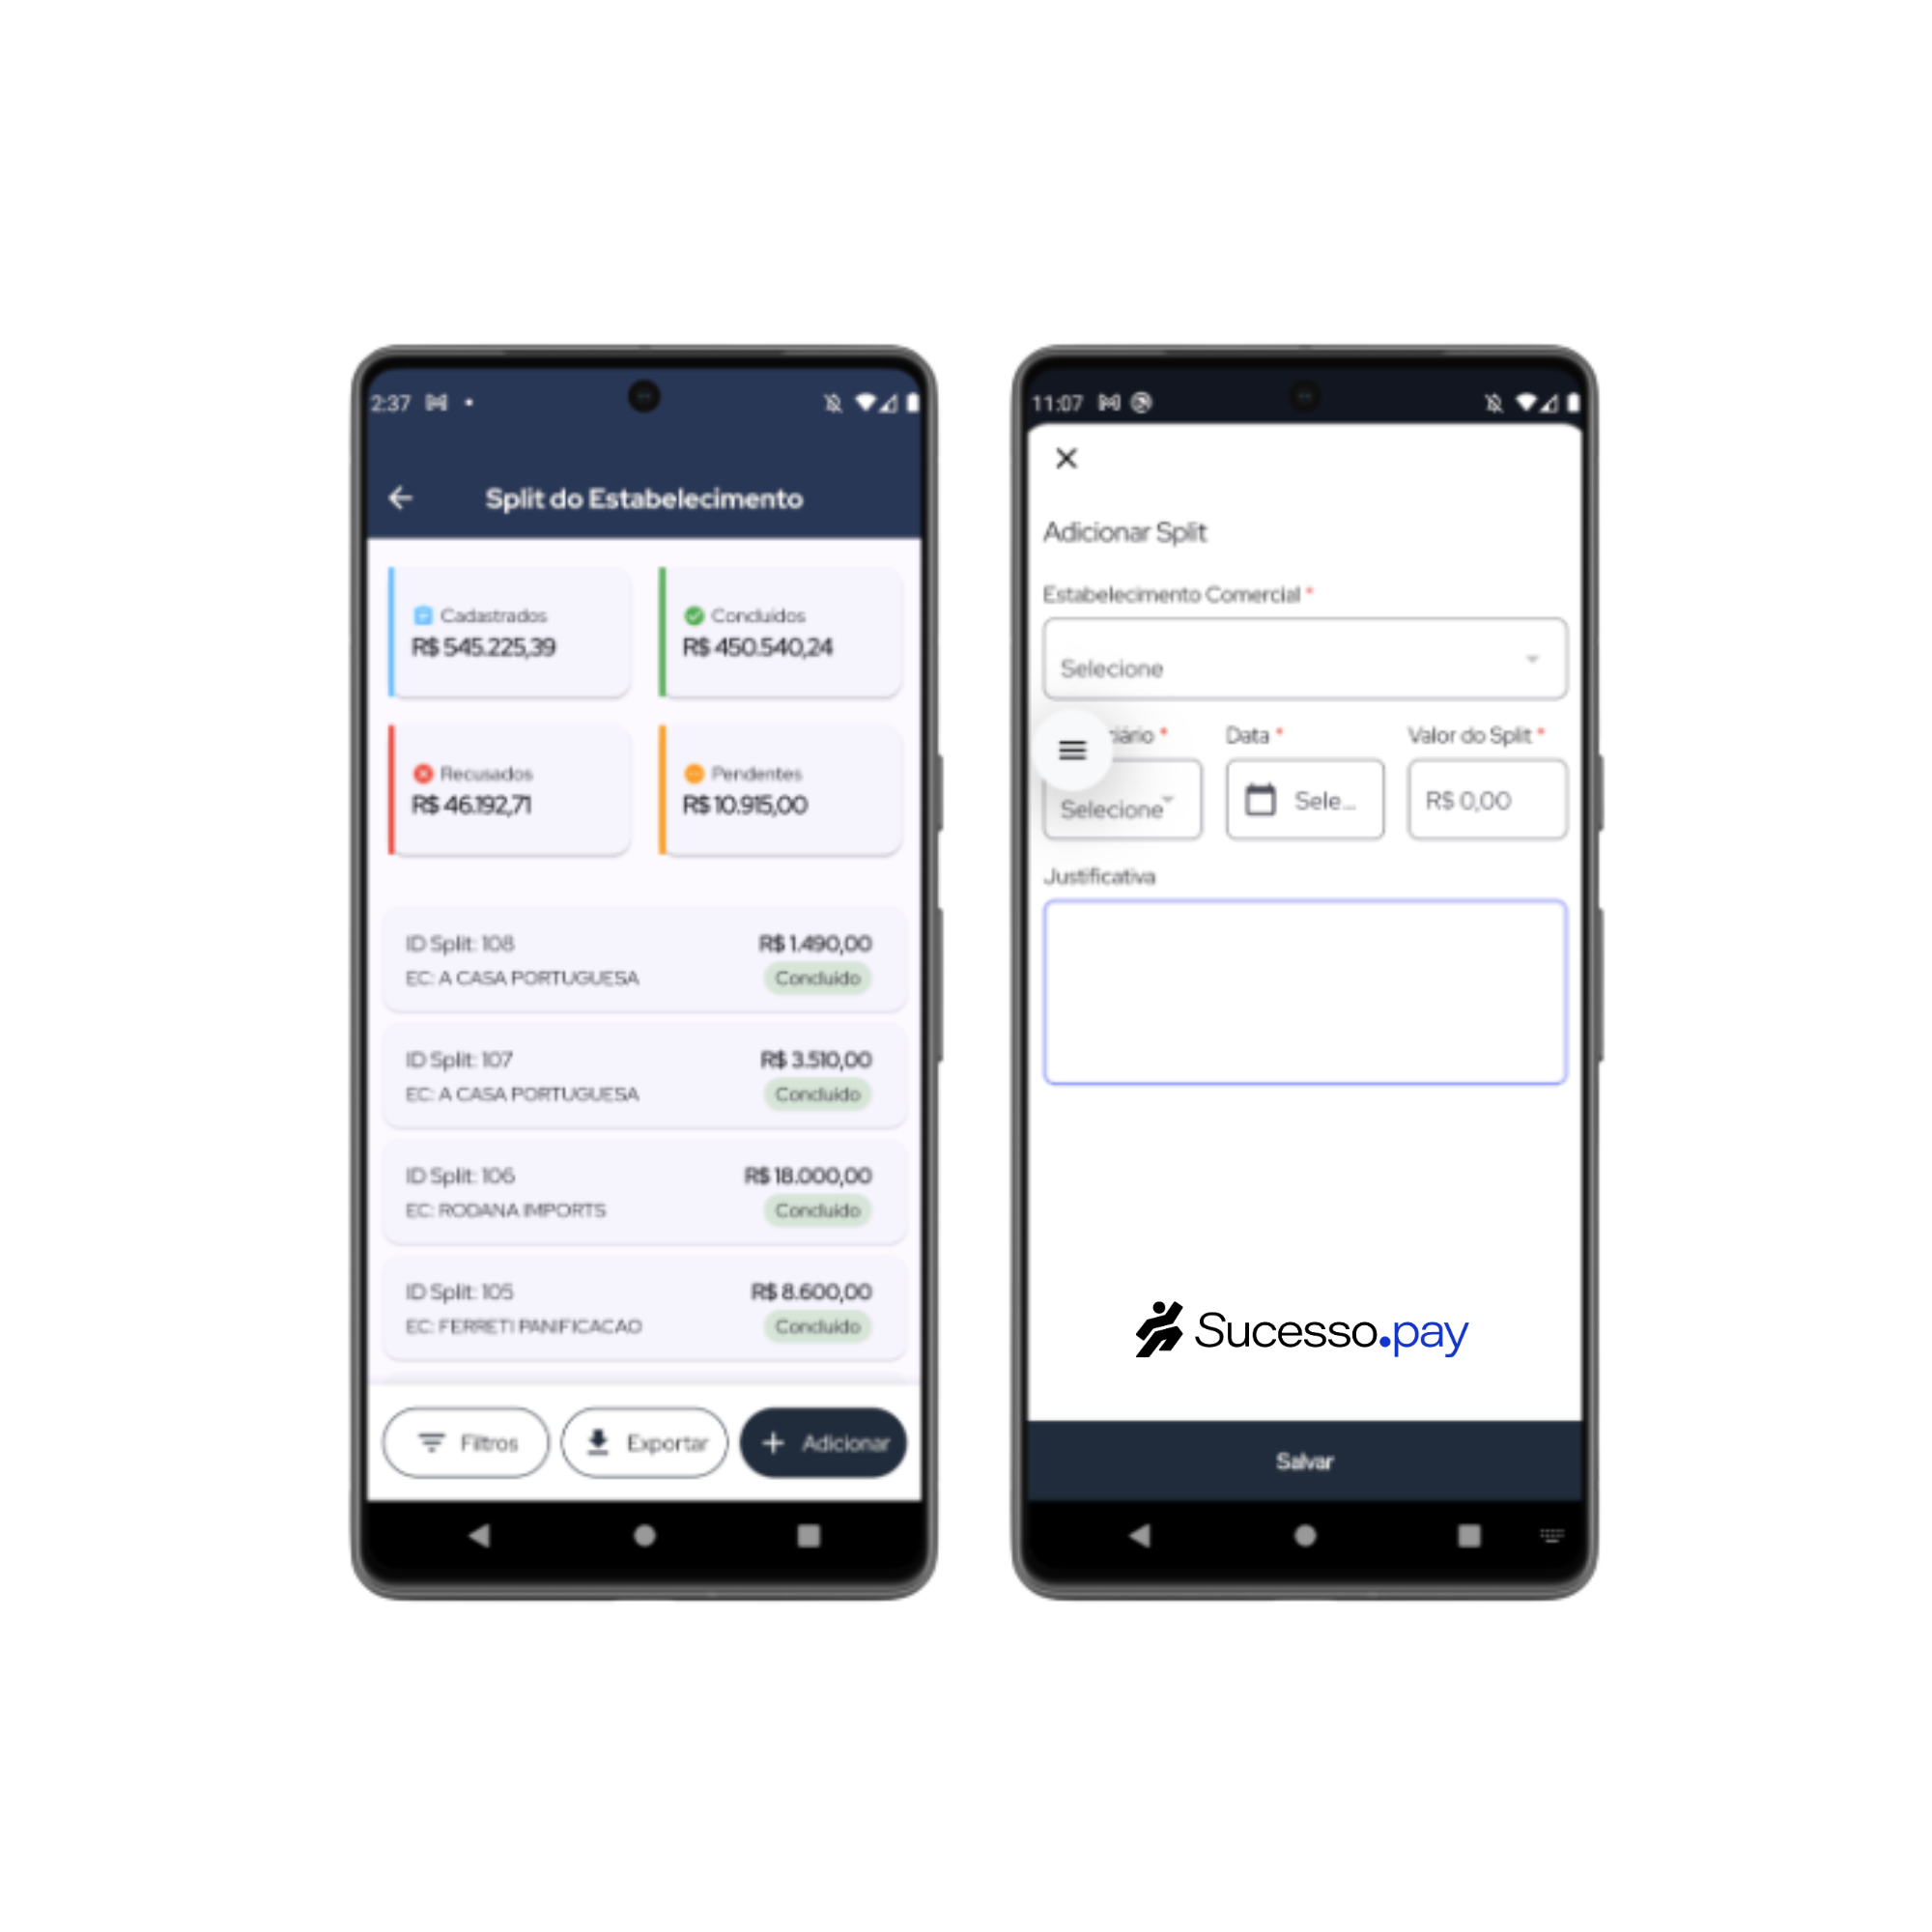 2:37
Split do Estabelecimento
Cadastrados
R$ 545.225,39
Concluídos
R$ 450.540,24
Recusados
R$ 46.192,71
Pendentes
R$ 10.915,00
ID Split: 108
R$ 1.490,00
EC: A CASA PORTUGUESA
Concluído
ID Split: 107
R$ 3.510,00
EC: A CASA PORTUGUESA
Concluído
ID Split: 106
R$ 18.000,00
EC: RODANA IMPORTS
Concluído
ID Split: 105
R$ 8.600,00
EC: FERRETI PANIFICACAO
Concluído
Filtros
Exportar
+ Adicionar
11:07
Adicionar Split
Estabelecimento Comercial *
Selecione
ciário *
Data *
Valor do Split *
Selecione
Sele...
R$ 0,00
Justificativa
Sucesso.pay
Salvar